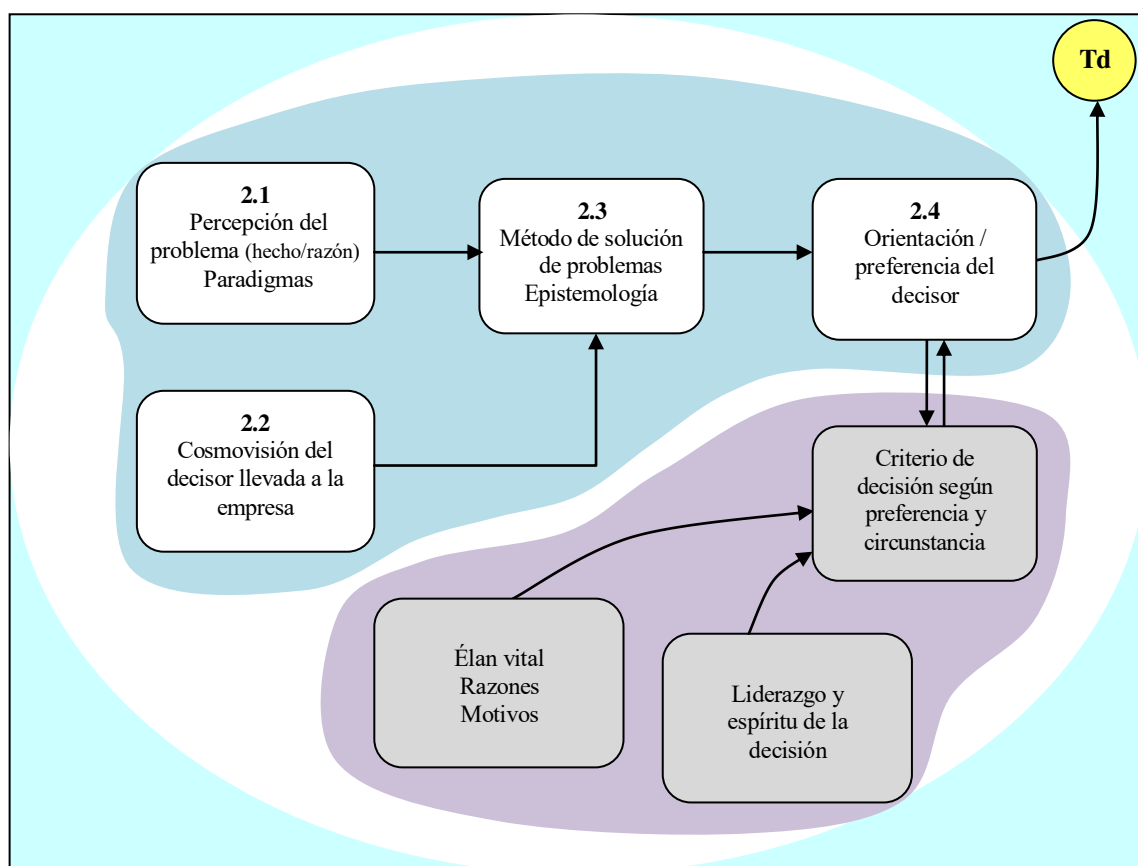 Td
2.1
Percepción del
problema (hecho/razón)
Paradigmas
2.3
Método de solución
de problemas
Epistemología
2.4
Orientación /
preferencia del
decisor
2.2
Cosmovisión del
decisor llevada a la
empresa
Criterio de
decisión según
preferencia y
circunstancia
Élan vital
Razones
Motivos
Liderazgo y
espíritu de la
decisión